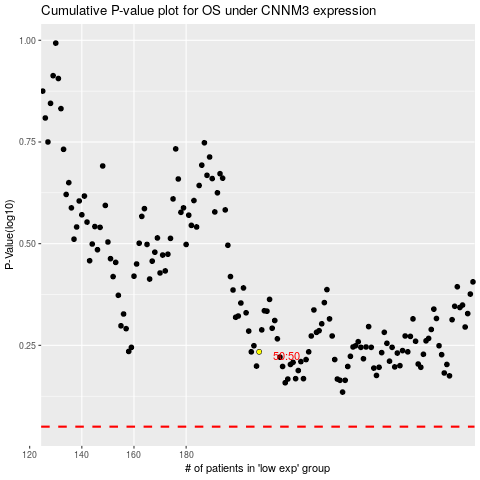 Cumulative P-value plot for OS under CNNM3 expression
P-Value(log10)
1.00
0.75
0.50
0.25
50:50
120 140 160 180
# of patients in 'low exp' group